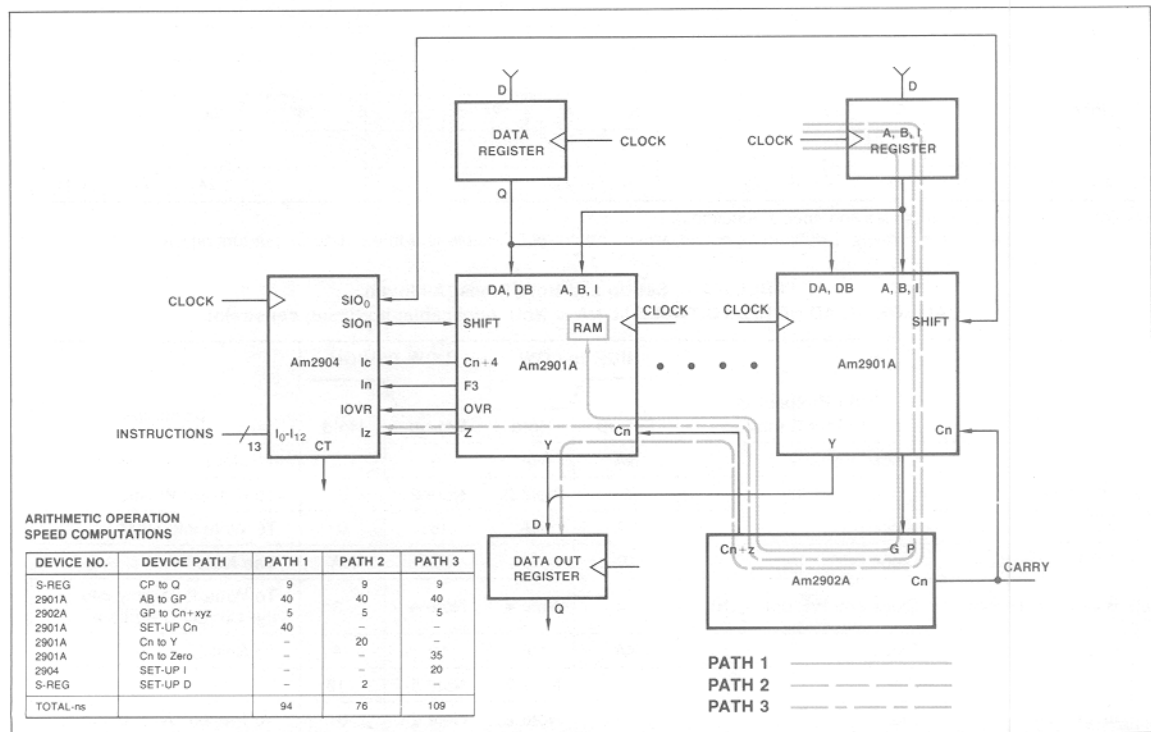 D
D
DATA
REGISTER
CLOCK
CLOCK
A, B, I
REGISTER
Q
CLOCK
SIO0
SIOn
Am2904
Ic
In
IOVR
INSTRUCTIONS
13
I0-I12
Iz
CT
DA, DB
A, B, I
SHIFT
RAM
CLOCK
Cn+4
Am2901A
F3
OVR
Z
Cn
Y
CLOCK
DA, DB
A, B, I
SHIFT
Am2901A
Cn
Y
D
DATA OUT
REGISTER
Q
Cn+z
G P
Am2902A
Cn
CARRY
ARITHMETIC OPERATION
SPEED COMPUTATIONS
DEVICE NO. DEVICE PATH PATH 1 PATH 2 PATH 3
S-REG CP to Q 9 9 9
2901A AB to GP 40 40 40
2902A GP to Cn+xyz 5 5 5
2901A SET-UP Cn 40 – –
2901A Cn to Y – 20 –
2901A Cn to Zero – – 35
2904 SET-UP I – – 20
S-REG SET-UP D – 2 –
TOTAL-ns 94 76 109
PATH 1
PATH 2
PATH 3